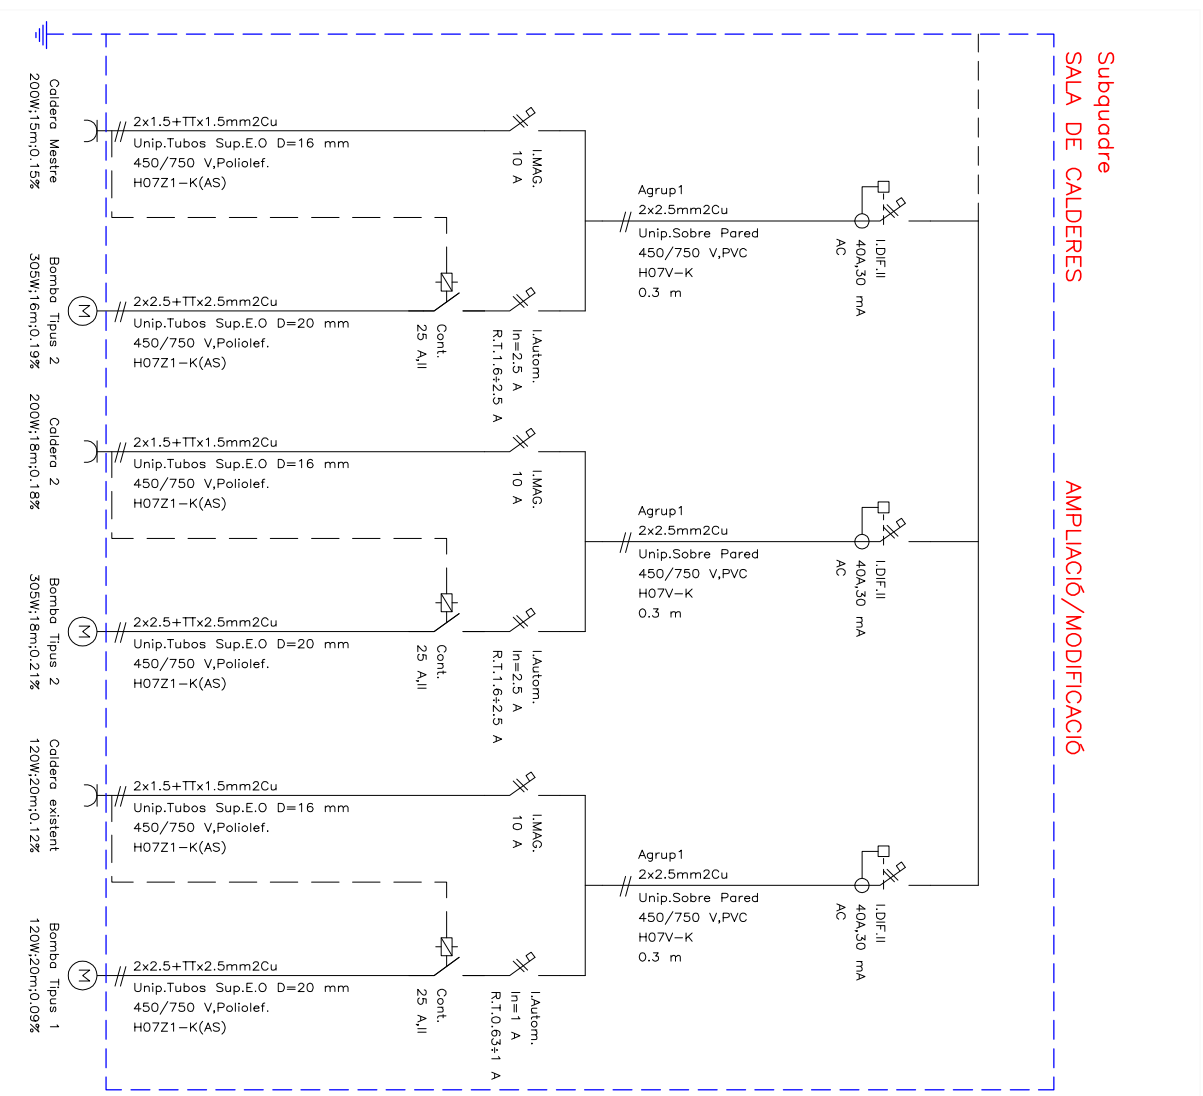 Subquadre
SALA DE CALDERES
AMPLIACIÓ/MODIFICACIÓ
Caldera Mestre
200W;15m;0.15%
2x1.5+TTx1.5mm2Cu
Unip.Tubos Sup.E.O D=16 mm
450/750 V,Poliolef.
H07Z1-K(AS)
I.MAG.
10 A
Agrup1
2x2.5mm2Cu
Unip.Sobre Pared
450/750 V,PVC
H07V-K
0.3 m
I.DIF.II
40A,30 mA
AC
Bomba Tipus 2
305W;16m;0.19%
M
2x2.5+TTx2.5mm2Cu
Unip.Tubos Sup.E.O D=20 mm
450/750 V,Poliolef.
H07Z1-K(AS)
Cont.
25 A,II
I.Autom.
In=2.5 A
R.T.1.6÷2.5 A
Caldera 2
200W;18m;0.18%
2x1.5+TTx1.5mm2Cu
Unip.Tubos Sup.E.O D=16 mm
450/750 V,Poliolef.
H07Z1-K(AS)
I.MAG.
10 A
Agrup1
2x2.5mm2Cu
Unip.Sobre Pared
450/750 V,PVC
H07V-K
0.3 m
I.DIF.II
40A,30 mA
AC
Bomba Tipus 2
305W;18m;0.21%
M
2x2.5+TTx2.5mm2Cu
Unip.Tubos Sup.E.O D=20 mm
450/750 V,Poliolef.
H07Z1-K(AS)
Cont.
25 A,II
I.Autom.
In=2.5 A
R.T.1.6÷2.5 A
Caldera existent
120W;20m;0.12%
2x1.5+TTx1.5mm2Cu
Unip.Tubos Sup.E.O D=16 mm
450/750 V,Poliolef.
H07Z1-K(AS)
I.MAG.
10 A
Agrup1
2x2.5mm2Cu
Unip.Sobre Pared
450/750 V,PVC
H07V-K
0.3 m
I.DIF.II
40A,30 mA
AC
Bomba Tipus 1
120W;20m;0.09%
M
2x2.5+TTx2.5mm2Cu
Unip.Tubos Sup.E.O D=20 mm
450/750 V,Poliolef.
H07Z1-K(AS)
Cont.
25 A,II
I.Autom.
In=1 A
R.T.0.63÷1 A